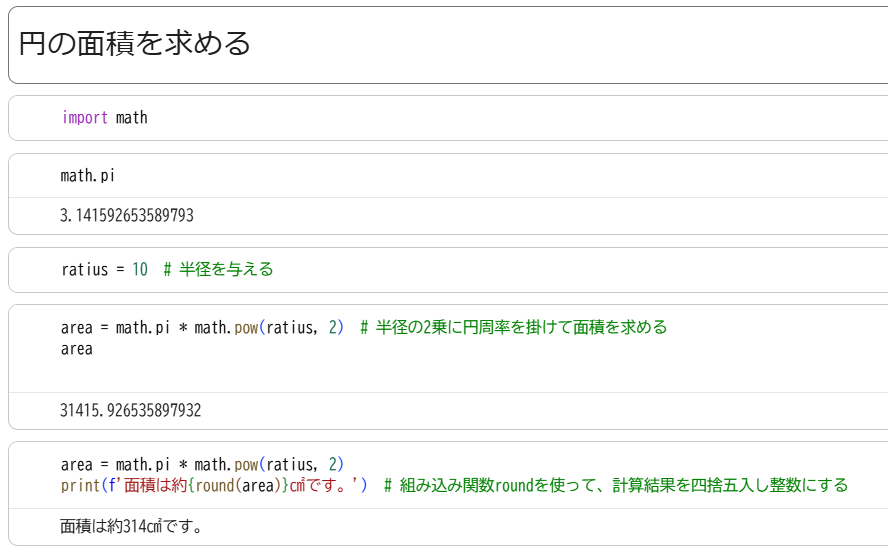 円の面積を求める
import math
math.pi
3.141592653589793
ratius = 10  # 半径を与える
area = math.pi * math.pow(ratius, 2)  # 半径の2乗に円周率を掛けて面積を求める
area
31415.926535897932
area = math.pi * math.pow(ratius, 2)
print(f'面積は約{round(area)}㎠です。')  # 組み込み関数roundを使って、計算結果を四捨五入し整数にする
面積は約314㎠です。